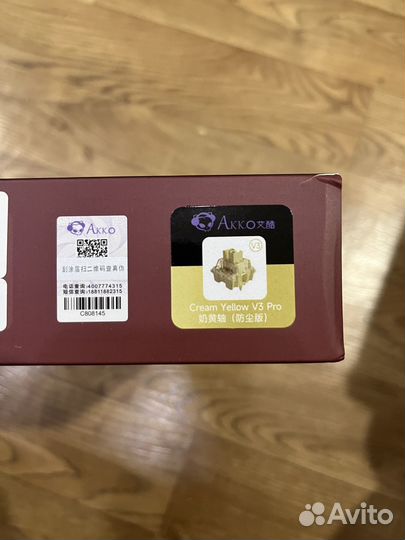 AKKO
刮涂层扫二维码查真伪
电话查询:4007774315
短信查询:18811882315
C808145
AKKO艾酷
V3
Cream Yellow V3 Pro
奶黄轴（防尘版）
Avito